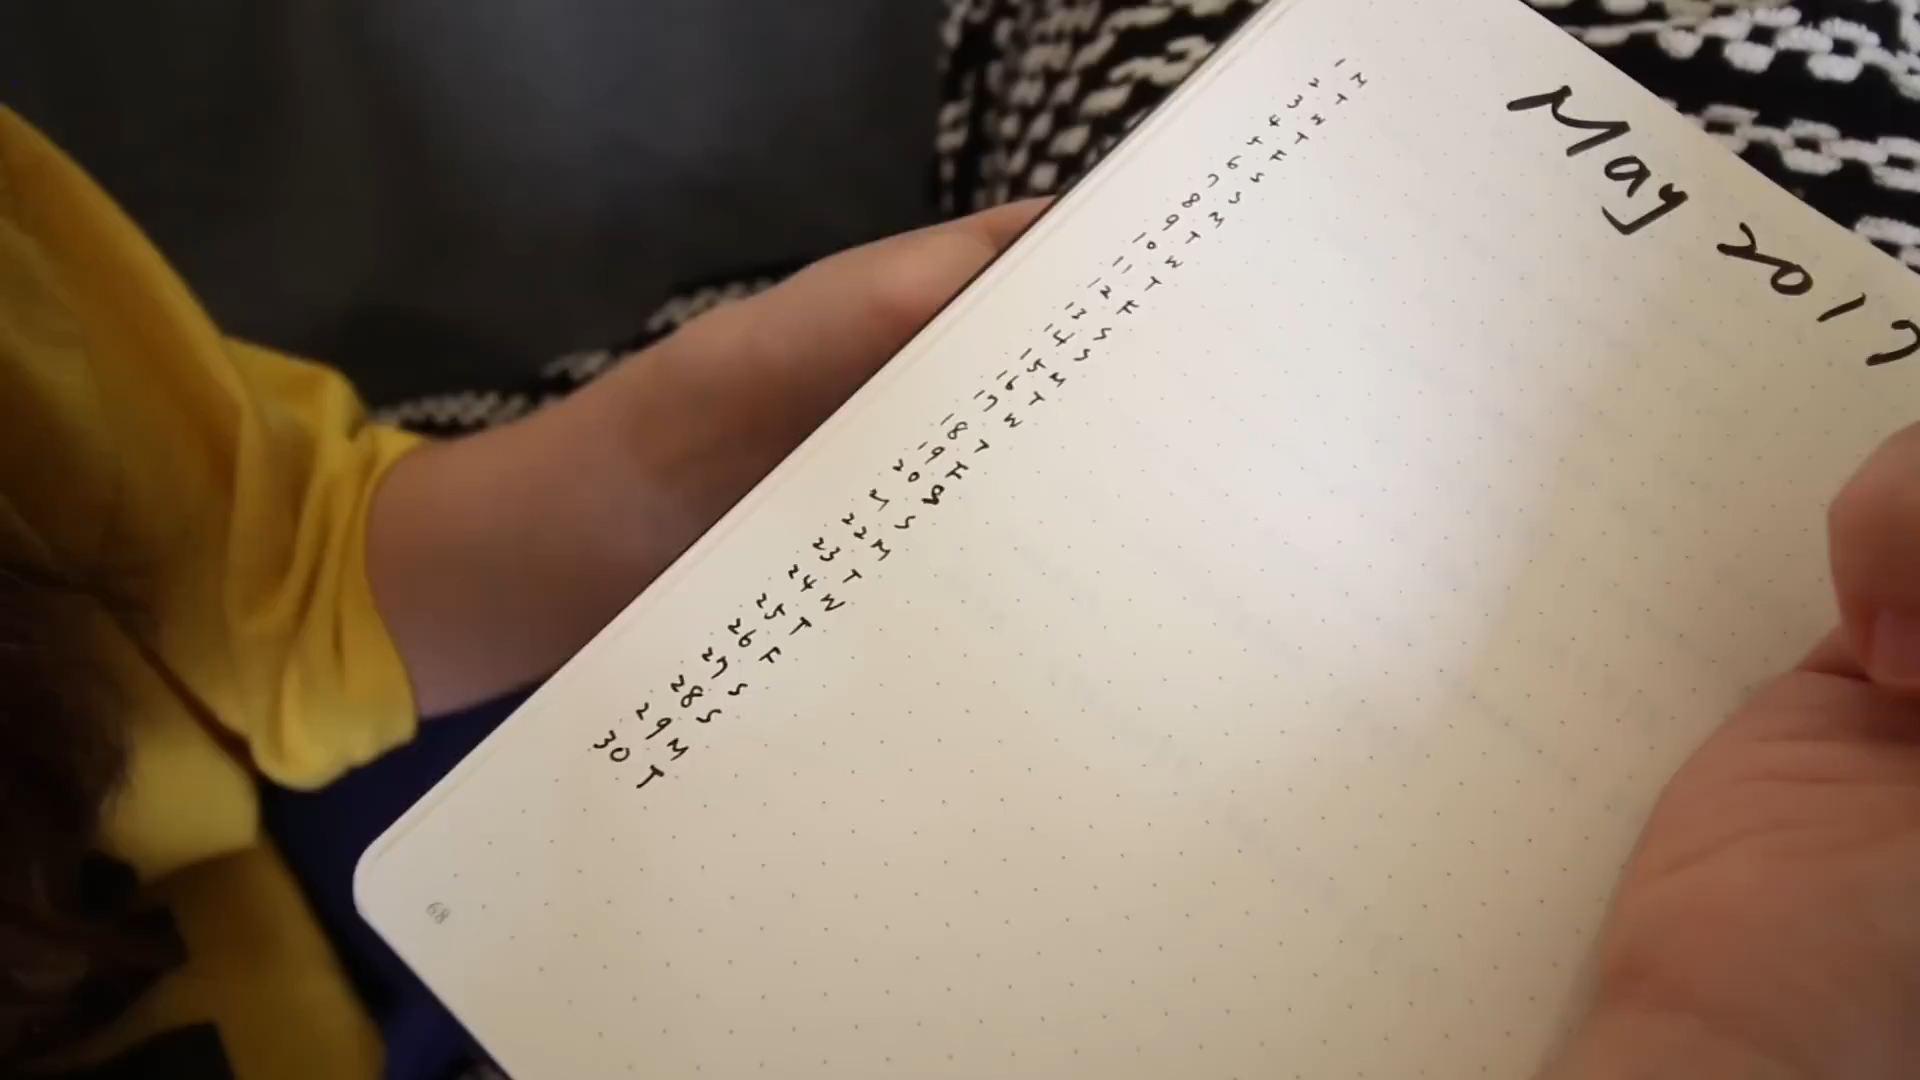 May 2017
1 M
2 T
3 W
4 T
5 F
6 S
7 S
8 M
9 T
10 W
11 T
12 F
13 S
14 S
15 M
16 T
17 W
18 T
19 F
20 S
21 S
22 M
23 T
24 W
25 T
26 F
27 S
28 S
29 M
30 T
68